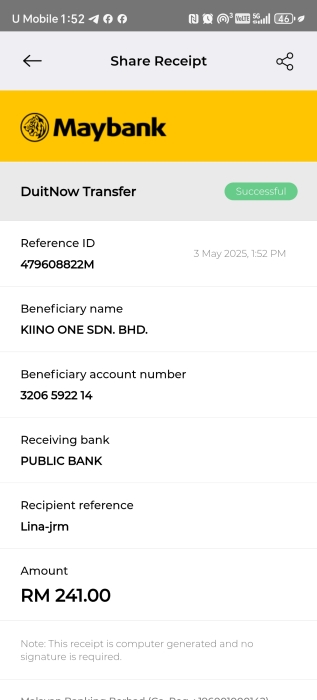 U Mobile 1:52
46
Share Receipt
Maybank
DuitNow Transfer
Successful
Reference ID
3 May 2025, 1:52 PM
479608822M
Beneficiary name
KIINO ONE SDN. BHD.
Beneficiary account number
3206 5922 14
Receiving bank
PUBLIC BANK
Recipient reference
Lina-jrm
Amount
RM 241.00
Note: This receipt is computer generated and no
signature is required.